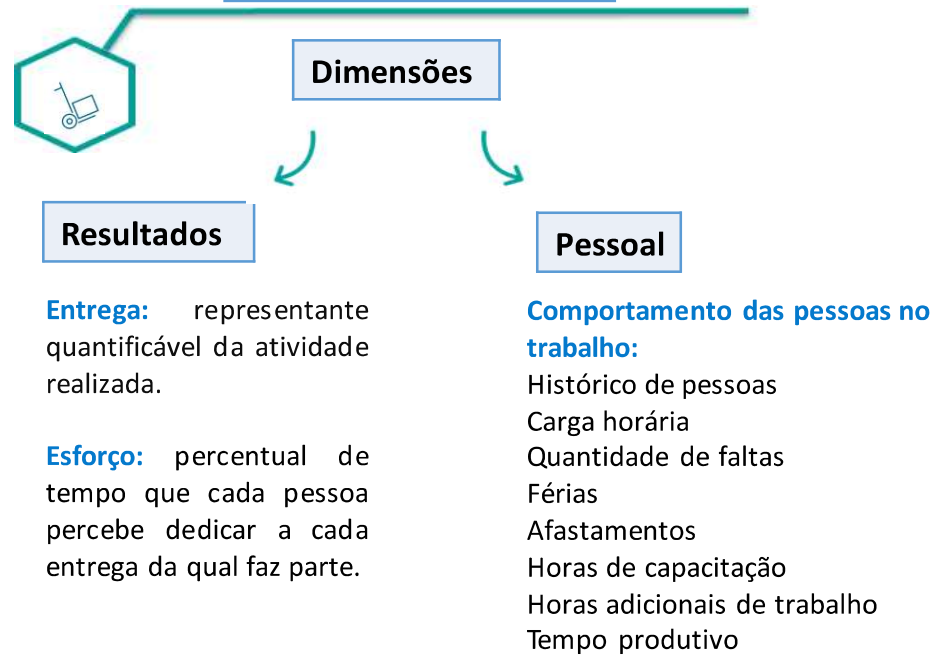 Dimensões
Resultados
Entrega: representante
quantificável da atividade
realizada.
Esforço: percentual de
tempo que cada pessoa
percebe dedicar a cada
entrega da qual faz parte.
Pessoal
Comportamento das pessoas no
trabalho:
Histórico de pessoas
Carga horária
Quantidade de faltas
Férias
Afastamentos
Horas de capacitação
Horas adicionais de trabalho
Tempo produtivo